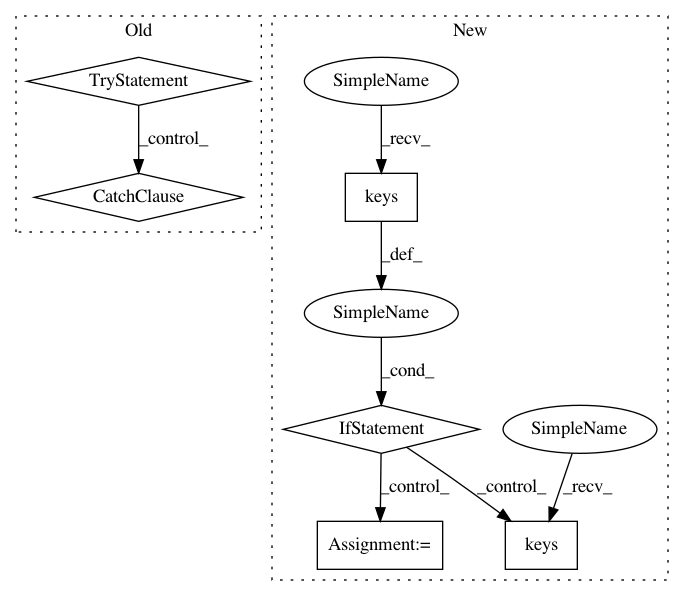 Old
New
TryStatement
SimpleName
_control_
_recv_
CatchClause
keys
_def_
SimpleName
_cond_
IfStatement
SimpleName
_control_
_control_
_recv_
Assignment:=
keys